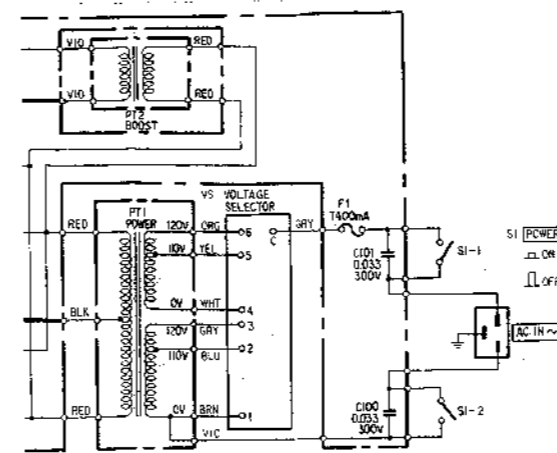 VIO
RED
VIO
RED
PT2
BOOST
VS VOLTAGE
SELECTOR
F1
T400mA
PT1
POWER
RED
120V
ORG
6
C
GRY
110V
YEL
5
S1 POWER
ON
OFF
S1-1
C101
0.033
300V
0V
WHT
4
BLK
120V
GRY
3
110V
BLU
2
AC IN ~
RED
0V
BRN
1
VIO
C100
0.033
300V
S1-2